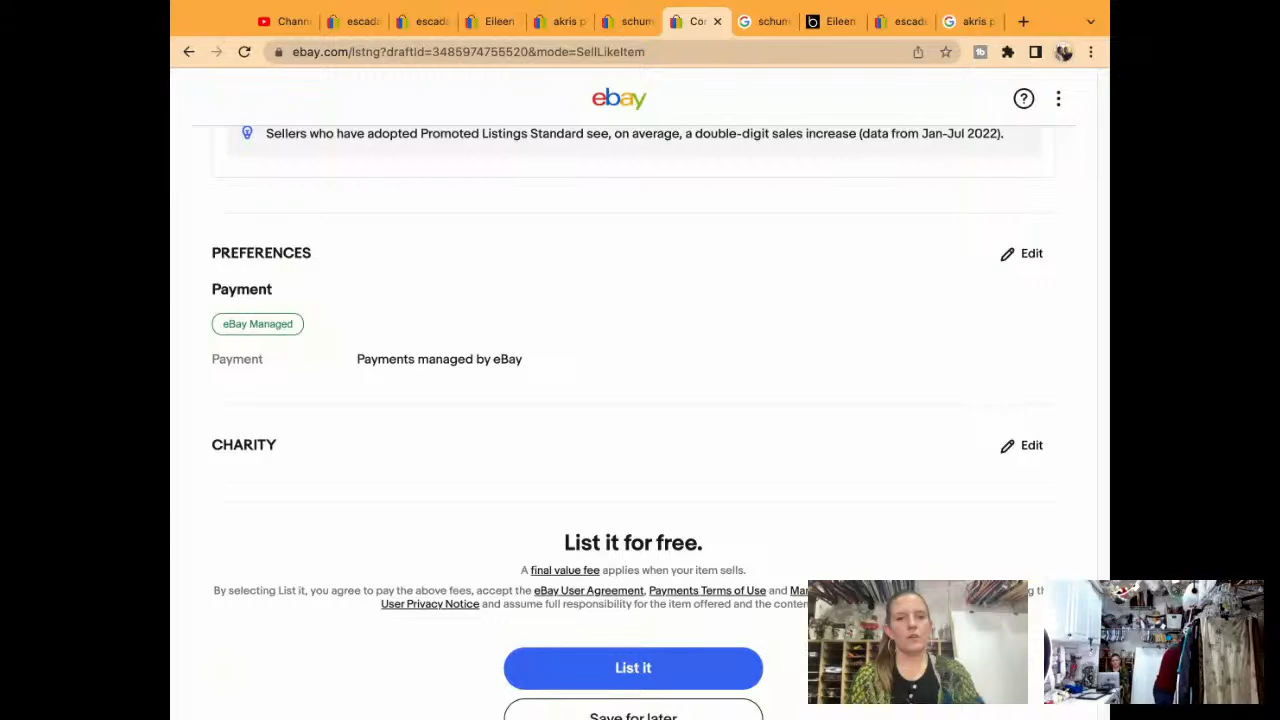 Chann
escada
escada
Eileen
akris p
schum
Co
schum
Eileen
escad
akris p
ebay.com/lstng?draftId=3485974755520&mode=SellLikeItem
ebay
Sellers who have adopted Promoted Listings Standard see, on average, a double-digit sales increase (data from Jan-Jul 2022).
PREFERENCES
Edit
Payment
eBay Managed
Payment
Payments managed by eBay
CHARITY
Edit
List it for free.
A final value fee applies when your item sells.
By selecting List it, you agree to pay the above fees, accept the eBay User Agreement, Payments Terms of Use and
User Privacy Notice and assume full responsibility for the item offered and the
List it
Save for later